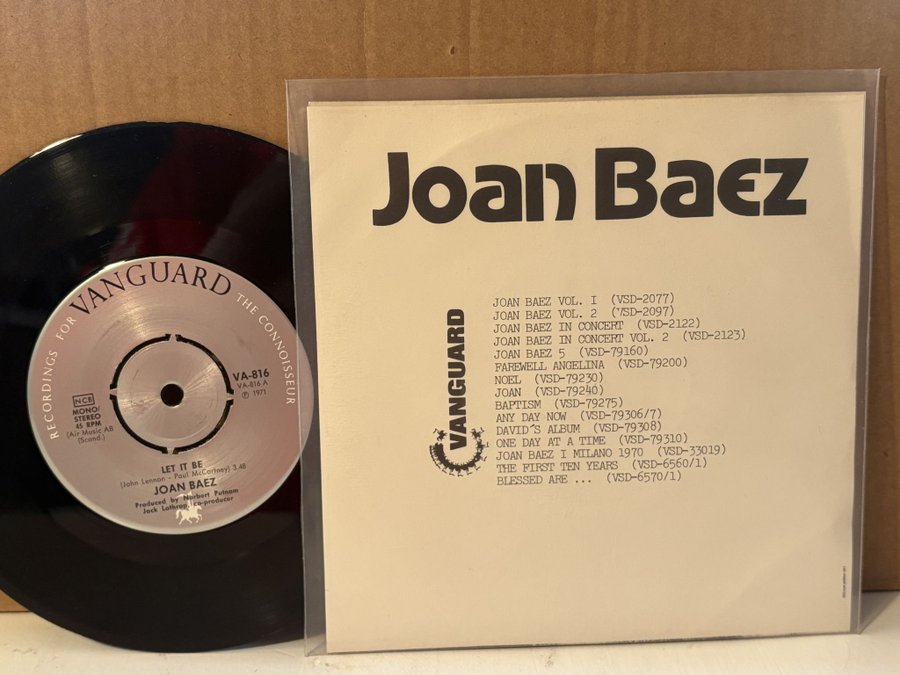 RECORDINGS FOR VANGUARD THE CONNOISSEUR
NCB
MONO/
STEREO
45 RPM
(Air Music AB
(Scand.)
VA-816
VA-816 A
Ⓟ 1971
LET IT BE
(John Lennon - Paul McCartney) 3.48
JOAN BAEZ
Produced by Norbert Putnam
Jack Lothrop, co-producer
Joan Baez
VANGUARD
JOAN BAEZ VOL. I (VSD-2077)
JOAN BAEZ VOL. 2 (VSD-2097)
JOAN BAEZ IN CONCERT (VSD-2122)
JOAN BAEZ IN CONCERT VOL. 2 (VSD-2123)
JOAN BAEZ 5 (VSD-79160)
FAREWELL ANGELINA (VSD-79200)
NOEL (VSD-79230)
JOAN (VSD-79240)
BAPTISM (VSD-79275)
ANY DAY NOW (VSD-79306/7)
DAVID´S ALBUM (VSD-79308)
ONE DAY AT A TIME (VSD-79310)
JOAN BAEZ I MILANO 1970 (VSD-33019)
THE FIRST TEN YEARS (VSD-6560/1)
BLESSED ARE ... (VSD-6570/1)